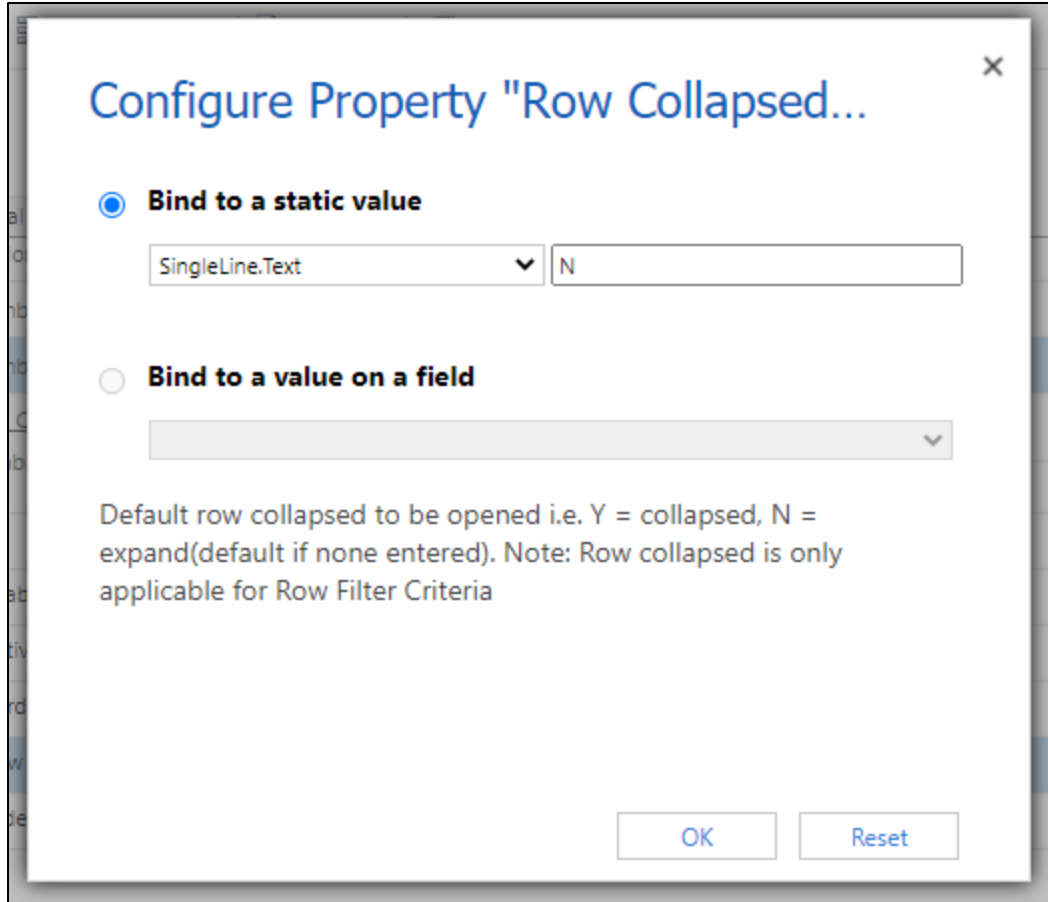 Configure Property "Row Collapsed...
Bind to a static value
SingleLine.Text N
Bind to a value on a field
Default row collapsed to be opened i.e. Y = collapsed, N =
expand(default if none entered). Note: Row collapsed is only
applicable for Row Filter Criteria
OK Reset